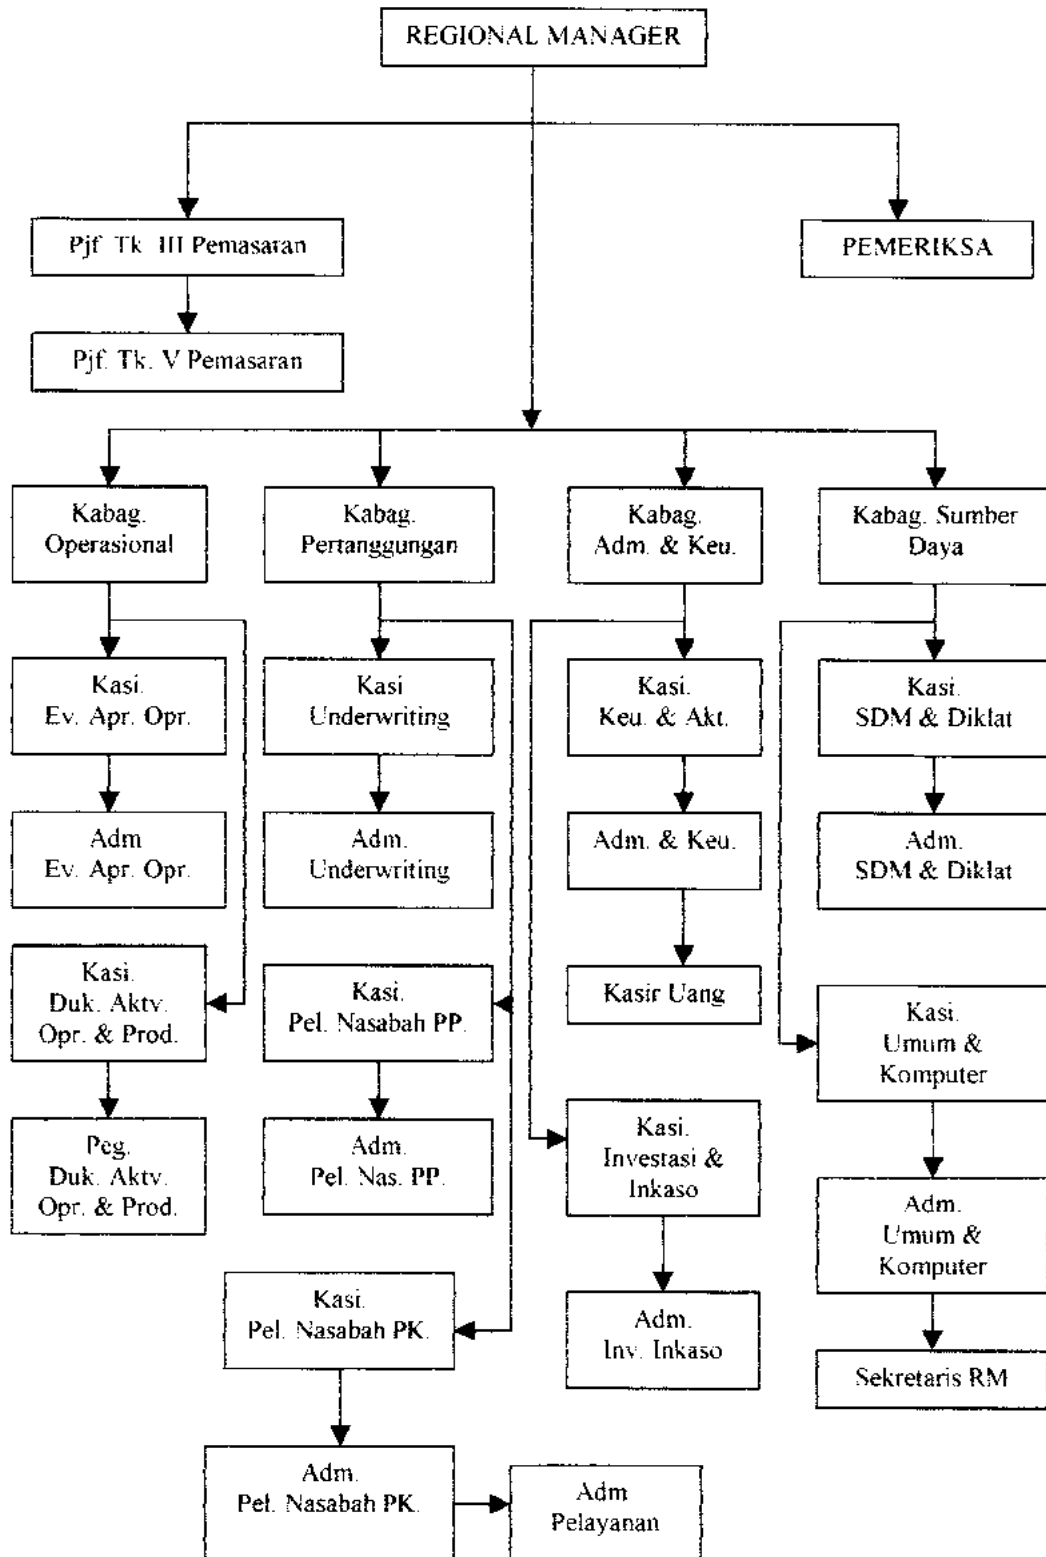 REGIONAL MANAGER
Pjf. Tk. III Pemasaran
PEMERIKSA
Pjf. Tk. V Pemasaran
Kabag.
Operasional
Kabag.
Pertanggungan
Kabag.
Adm. & Keu.
Kabag. Sumber
Daya
Kasi.
Ev. Apr. Opr.
Kasi
Underwriting
Kasi.
Keu. & Akt.
Kasi.
SDM & Diklat
Adm
Ev. Apr. Opr.
Adm.
Underwriting
Adm. & Keu.
Adm.
SDM & Diklat
Kasi.
Duk. Aktv.
Opr. & Prod.
Kasi.
Pel. Nasabah PP.
Kasir Uang
Kasi.
Umum &
Komputer
Peg.
Duk. Aktv.
Opr. & Prod.
Adm.
Pel. Nas. PP.
Kasi.
Investasi &
Inkaso
Adm.
Umum &
Komputer
Kasi.
Pel. Nasabah PK.
Adm.
Inv. Inkaso
Sekretaris RM
Adm.
Pel. Nasabah PK.
Adm
Pelayanan